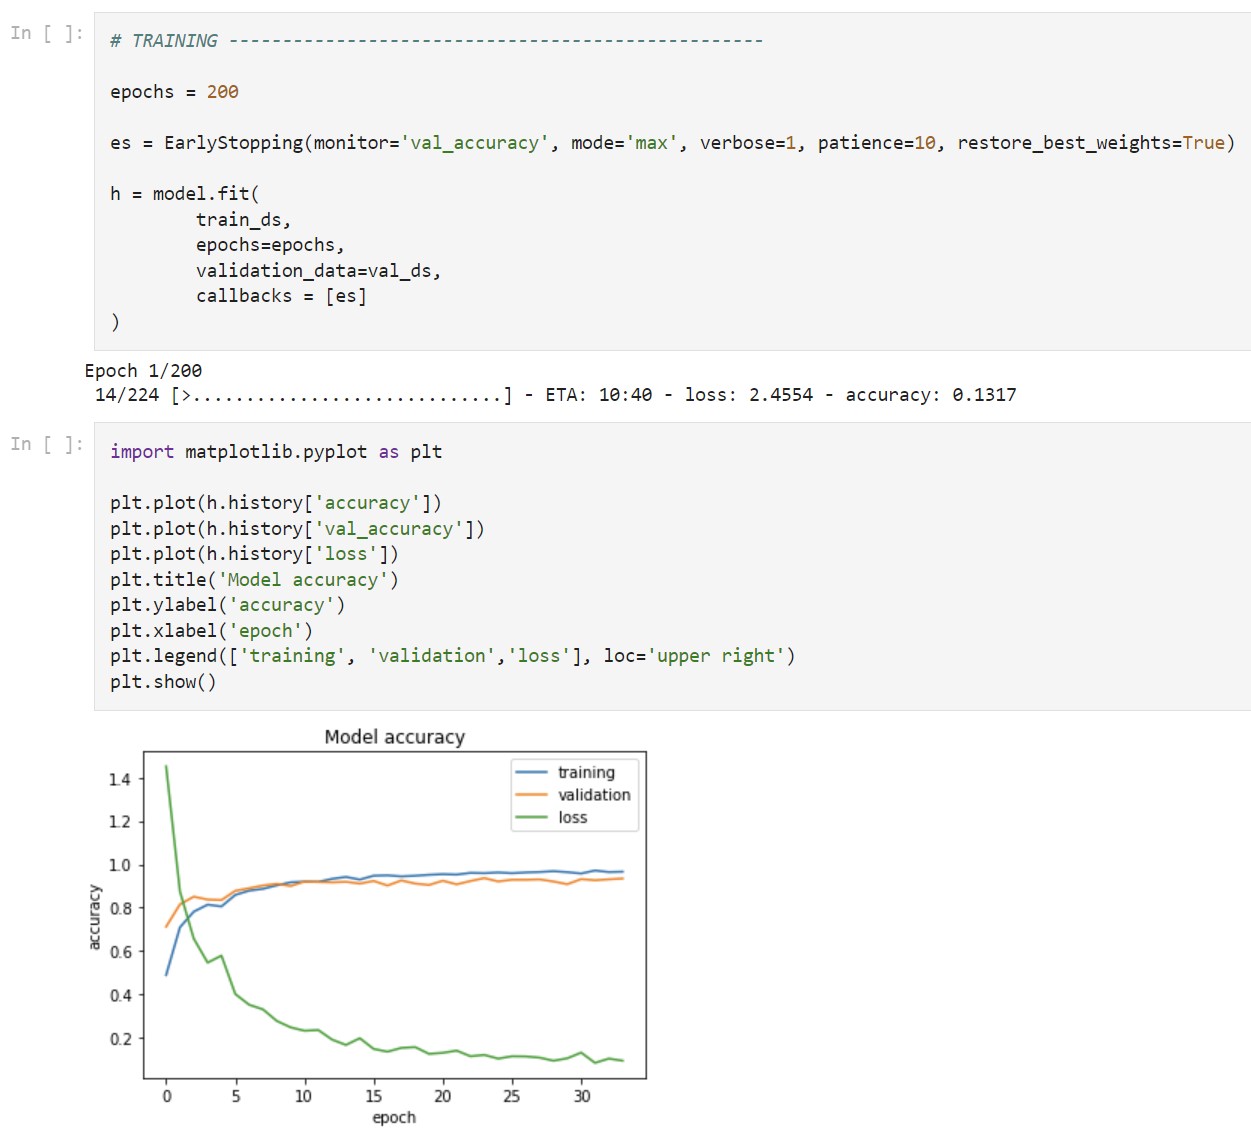 In [ ]:
# TRAINING --------------------------------------------------
epochs = 200
es = EarlyStopping(monitor='val_accuracy', mode='max', verbose=1, patience=10, restore_best_weights=True)
h = model.fit(
        train_ds,
        epochs=epochs,
        validation_data=val_ds,
        callbacks = [es]
)
Epoch 1/200
 14/224 [>.............................] - ETA: 10:40 - loss: 2.4554 - accuracy: 0.1317
In [ ]:
import matplotlib.pyplot as plt
plt.plot(h.history['accuracy'])
plt.plot(h.history['val_accuracy'])
plt.plot(h.history['loss'])
plt.title('Model accuracy')
plt.ylabel('accuracy')
plt.xlabel('epoch')
plt.legend(['training', 'validation','loss'], loc='upper right')
plt.show()
Model accuracy
training
validation
loss
1.4
1.2
1.0
0.8
0.6
0.4
0.2
accuracy
0 5 10 15 20 25 30
epoch